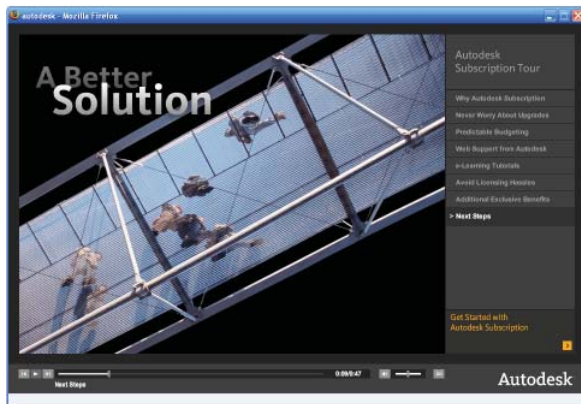 autodesk - Mozilla Firefox
A Better
Solution
Autodesk
Subscription Tour
Why Autodesk Subscription
Never Worry About Upgrades
Predictable Budgeting
Web Support from Autodesk
e-Learning Tutorials
Avoid Licensing Hassles
Additional Exclusive Benefits
> Next Steps
Get Started with
Autodesk Subscription
0:09/0:47
Next Steps
Autodesk